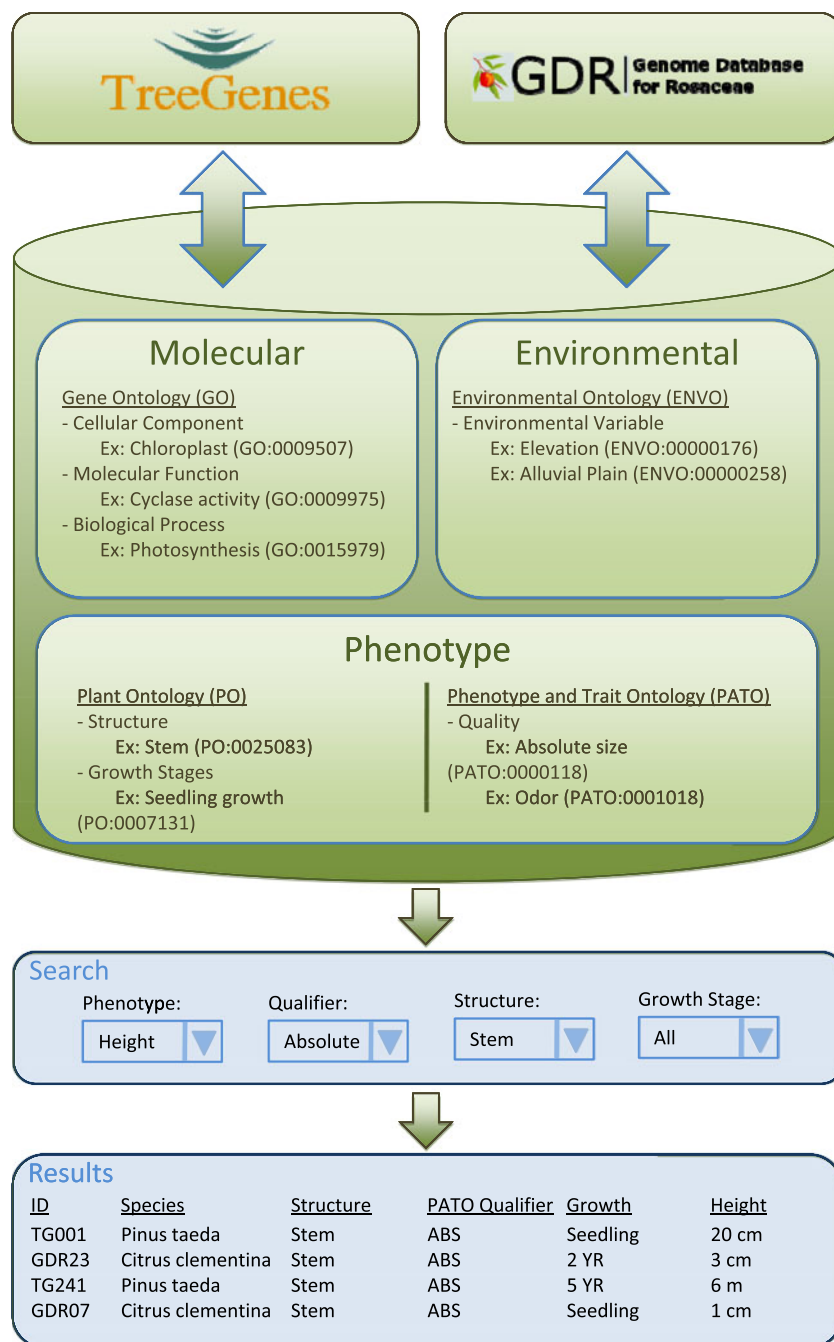 TreeGenes
GDR Genome Database
for Rosaceae
Molecular
Gene Ontology (GO)
- Cellular Component
Ex: Chloroplast (GO:0009507)
- Molecular Function
Ex: Cyclase activity (GO:0009975)
- Biological Process
Ex: Photosynthesis (GO:0015979)
Environmental
Environmental Ontology (ENVO)
- Environmental Variable
Ex: Elevation (ENVO:00000176)
Ex: Alluvial Plain (ENVO:00000258)
Phenotype
Plant Ontology (PO)
- Structure
Ex: Stem (PO:0025083)
- Growth Stages
Ex: Seedling growth
(PO:0007131)
Phenotype and Trait Ontology (PATO)
- Quality
Ex: Absolute size
(PATO:0000118)
Ex: Odor (PATO:0001018)
Search
Phenotype: Qualifier: Structure: Growth Stage:
Height Absolute Stem All
Results
ID Species Structure PATO Qualifier Growth Height
TG001 Pinus taeda Stem ABS Seedling 20 cm
GDR23 Citrus clementina Stem ABS 2 YR 3 cm
TG241 Pinus taeda Stem ABS 5 YR 6 m
GDR07 Citrus clementina Stem ABS Seedling 1 cm